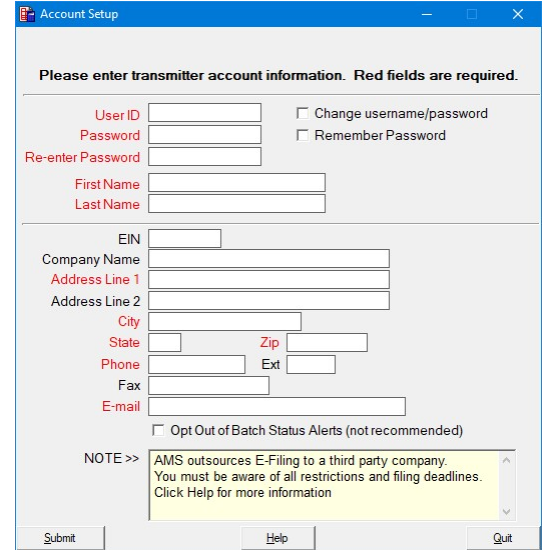 Account Setup
Please enter transmitter account information. Red fields are required.
User ID
Change username/password
Password
Remember Password
Re-enter Password
First Name
Last Name
EIN
Company Name
Address Line 1
Address Line 2
City
State Zip
Phone Ext
Fax
E-mail
Opt Out of Batch Status Alerts (not recommended)
NOTE >> AMS outsources E-Filing to a third party company.
You must be aware of all restrictions and filing deadlines.
Click Help for more information
Submit Help Quit